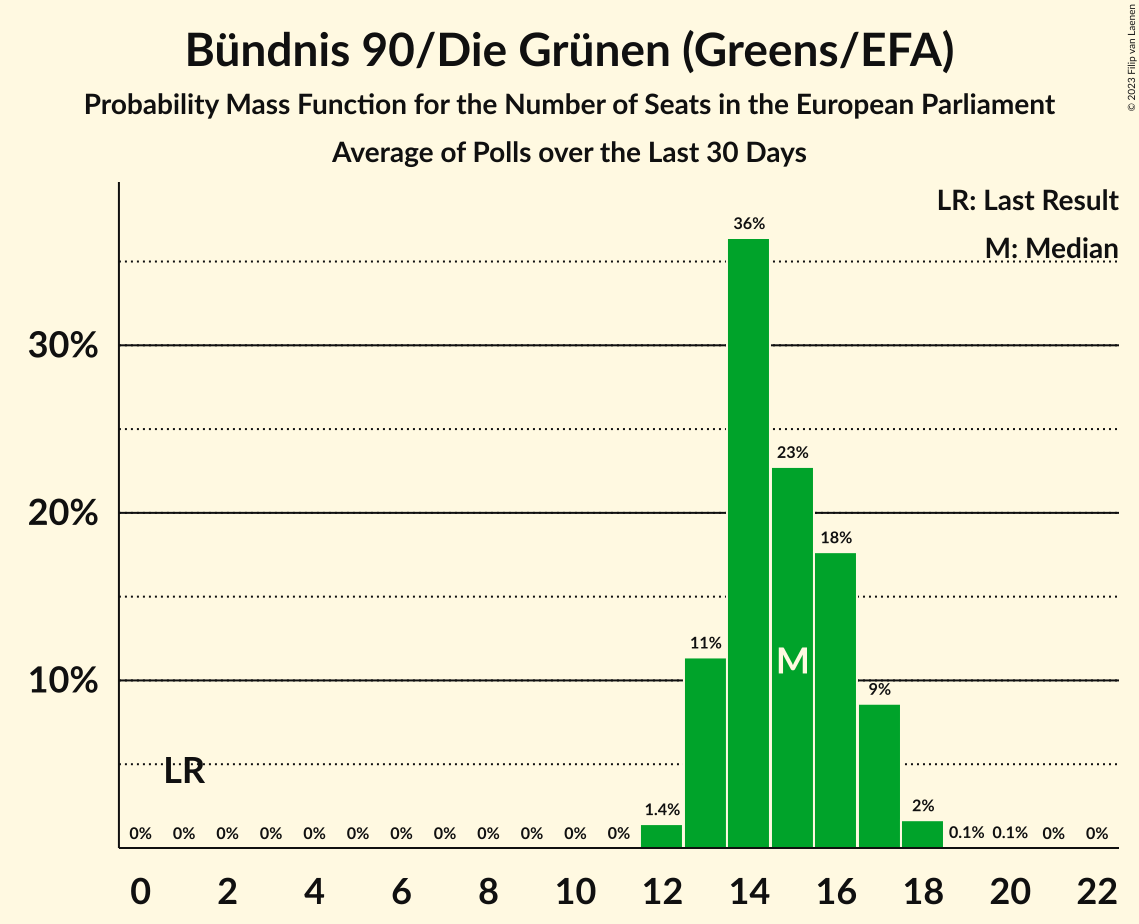 Bündnis 90/Die Grünen (Greens/EFA)
Probability Mass Function for the Number of Seats in the European Parliament
Average of Polls over the Last 30 Days
© 2023 Filip van Laenen
LR: Last Result
M: Median
36%
30%
23%
20%
18%
11%
M
10%
9%
LR
1.4%
2%
0% 0% 0% 0% 0% 0% 0% 0% 0% 0% 0% 0% 0.1% 0.1% 0% 0%
0 2 4 6 8 10 12 14 16 18 20 22